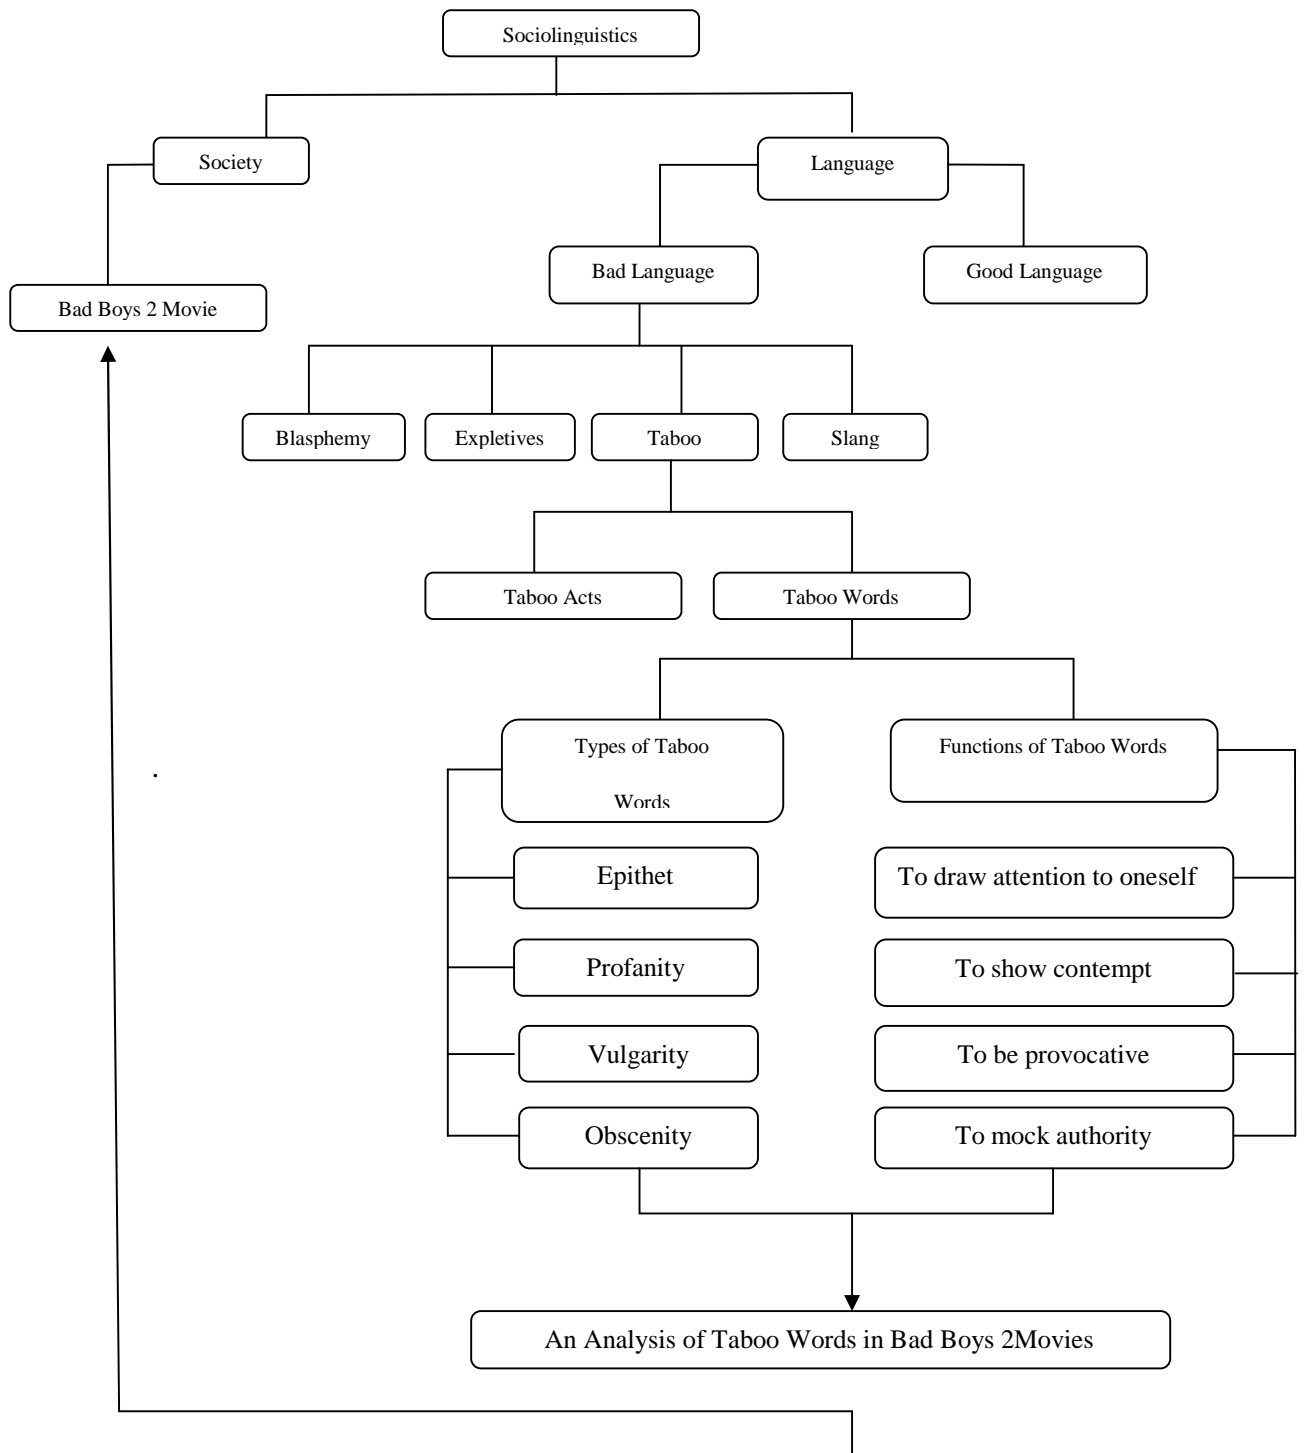 Sociolinguistics
Society
Language
Bad Language
Good Language
Bad Boys 2 Movie
Blasphemy
Expletives
Taboo
Slang
Taboo Acts
Taboo Words
Types of Taboo
Words
Functions of Taboo Words
Epithet
To draw attention to oneself
Profanity
To show contempt
Vulgarity
To be provocative
Obscenity
To mock authority
An Analysis of Taboo Words in Bad Boys 2Movies